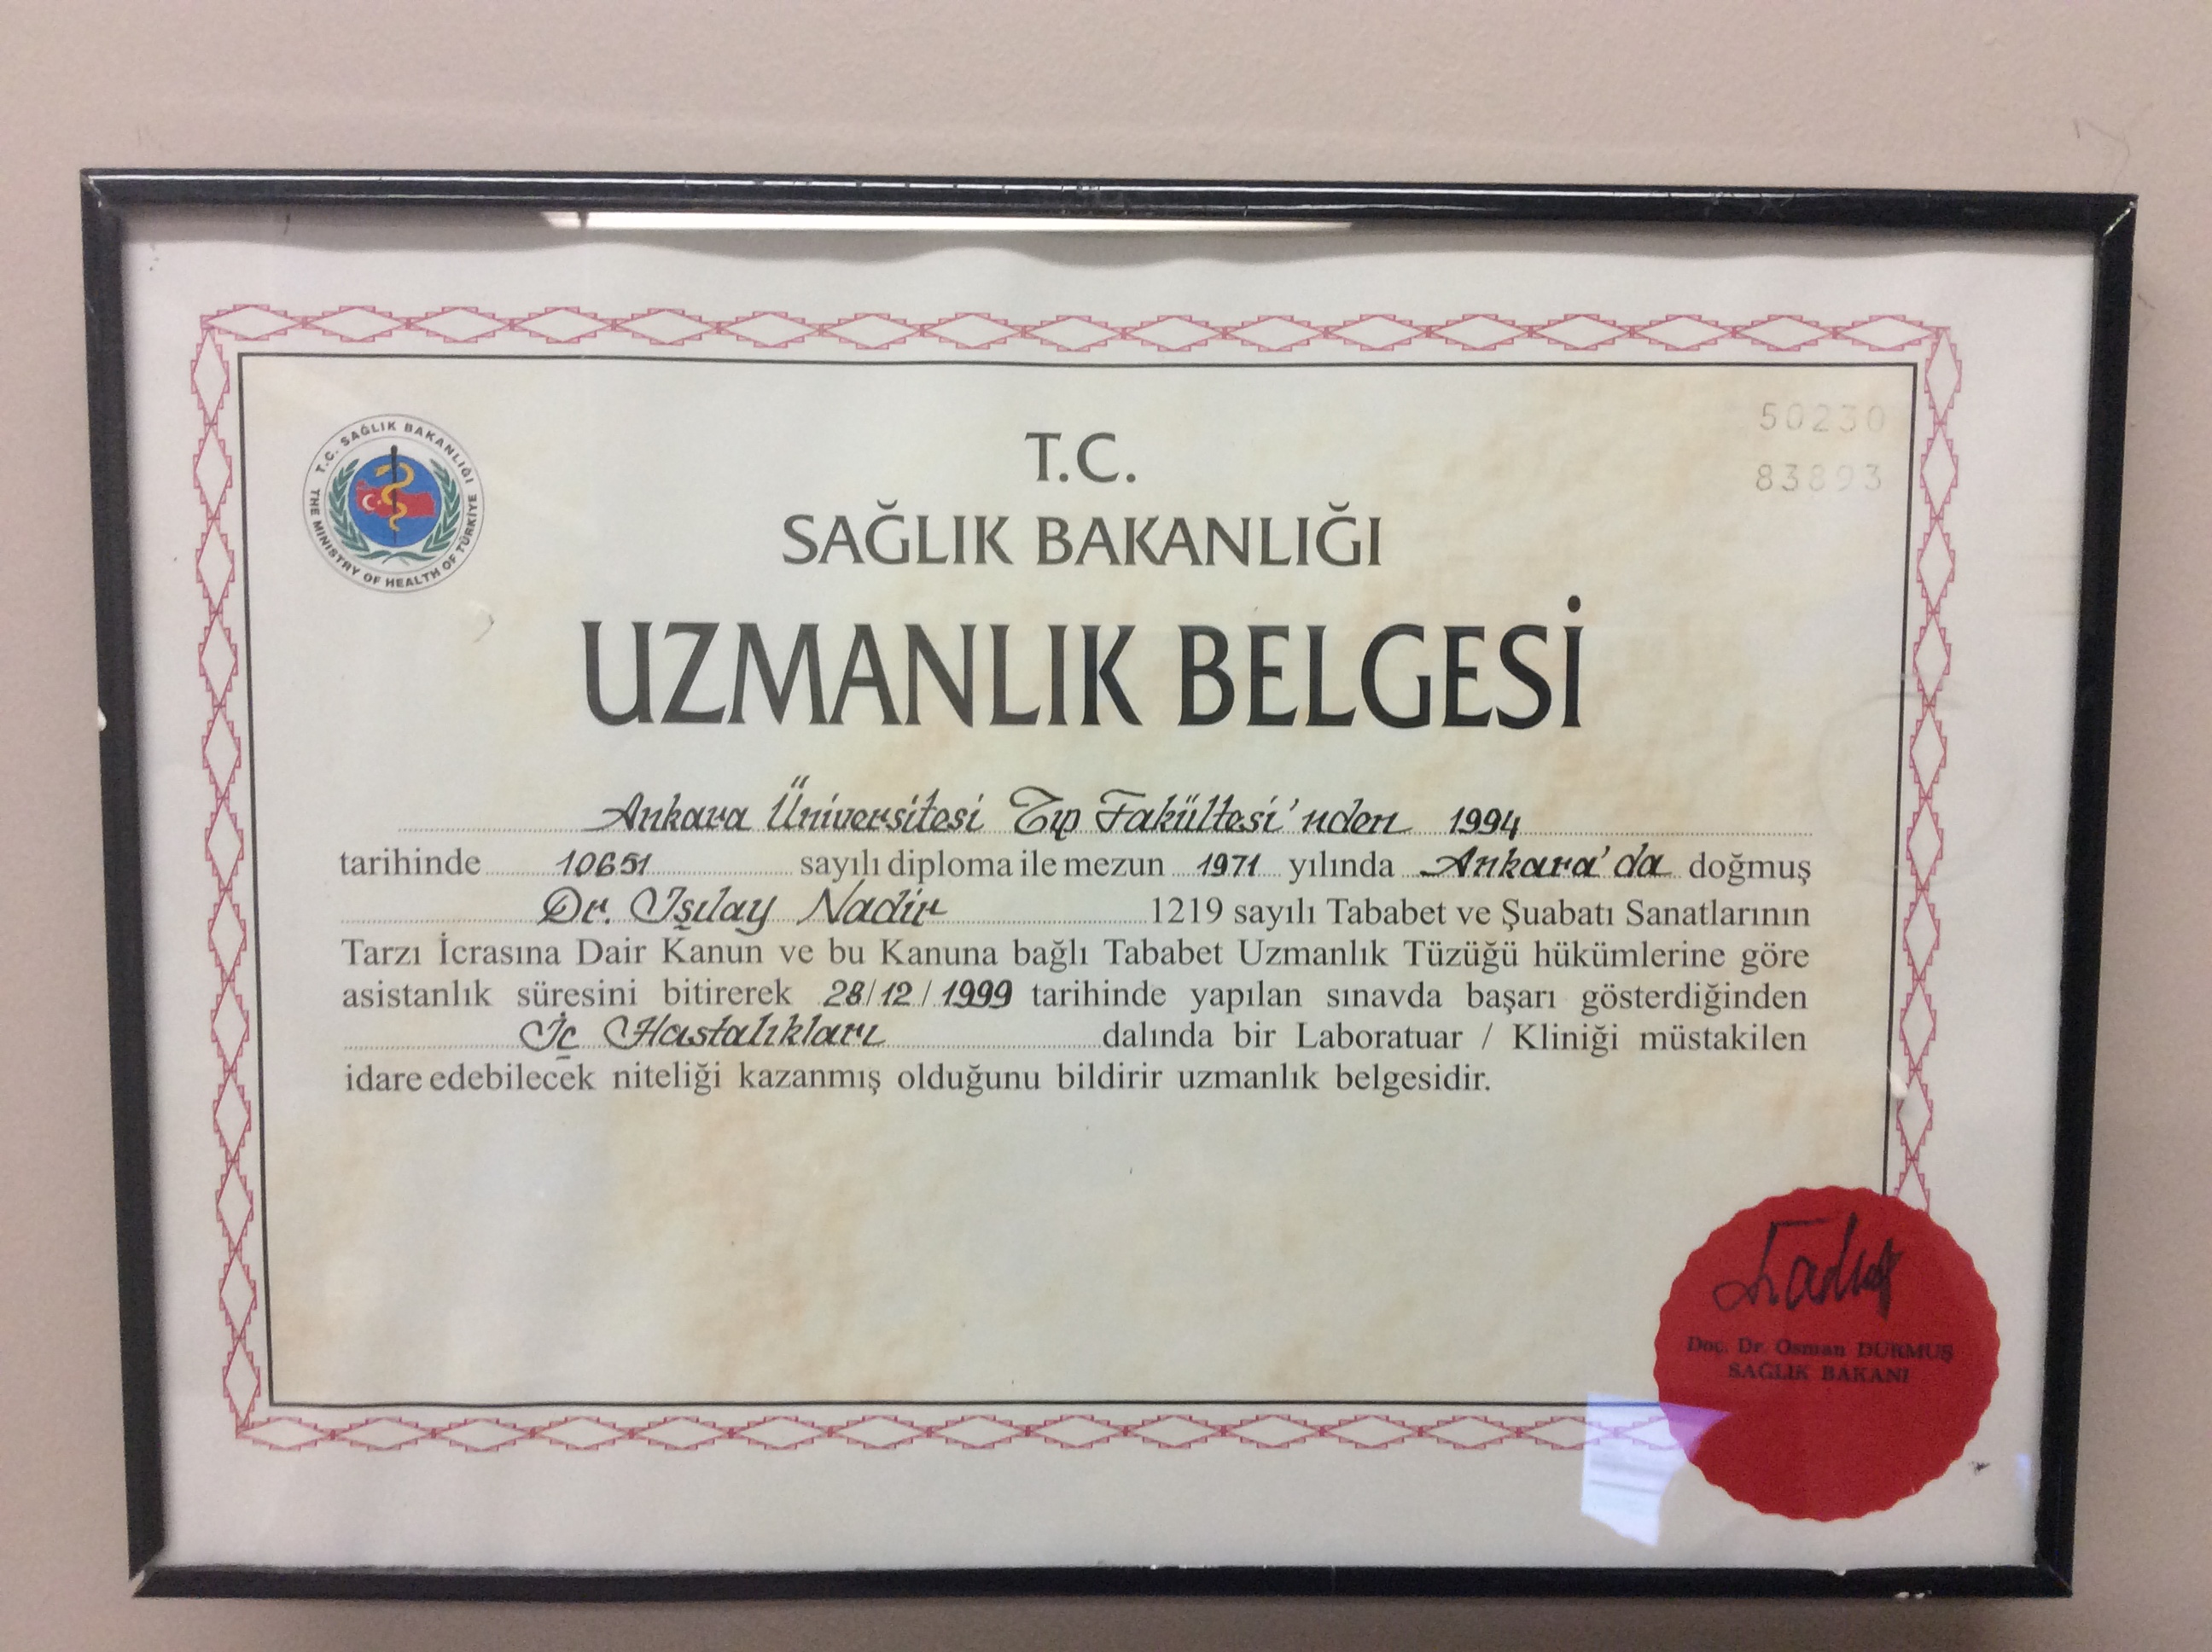 T.C. SAĞLIK BAKANLIĞI
THE MINISTRY OF HEALTH OF TÜRKİYE
50230
83893
T.C.
SAĞLIK BAKANLIĞI
UZMANLIK BELGESİ
Ankara Üniversitesi Tıp Fakültesi'nden 1994
tarihinde 10651 sayılı diploma ile mezun 1971 yılında Ankara'da doğmuş
Dr. Işılay Nadir 1219 sayılı Tababet ve Şuabatı Sanatlarının
Tarzı İcrasına Dair Kanun ve bu Kanuna bağlı Tababet Uzmanlık Tüzüğü hükümlerine göre
asistanlık süresini bitirerek 28/12/1999 tarihinde yapılan sınavda başarı gösterdiğinden
İç Hastalıkları dalında bir Laboratuar / Kliniği müstakilen
idare edebilecek niteliği kazanmış olduğunu bildirir uzmanlık belgesidir.
Doç. Dr. Osman DURMUŞ
SAĞLIK BAKANI